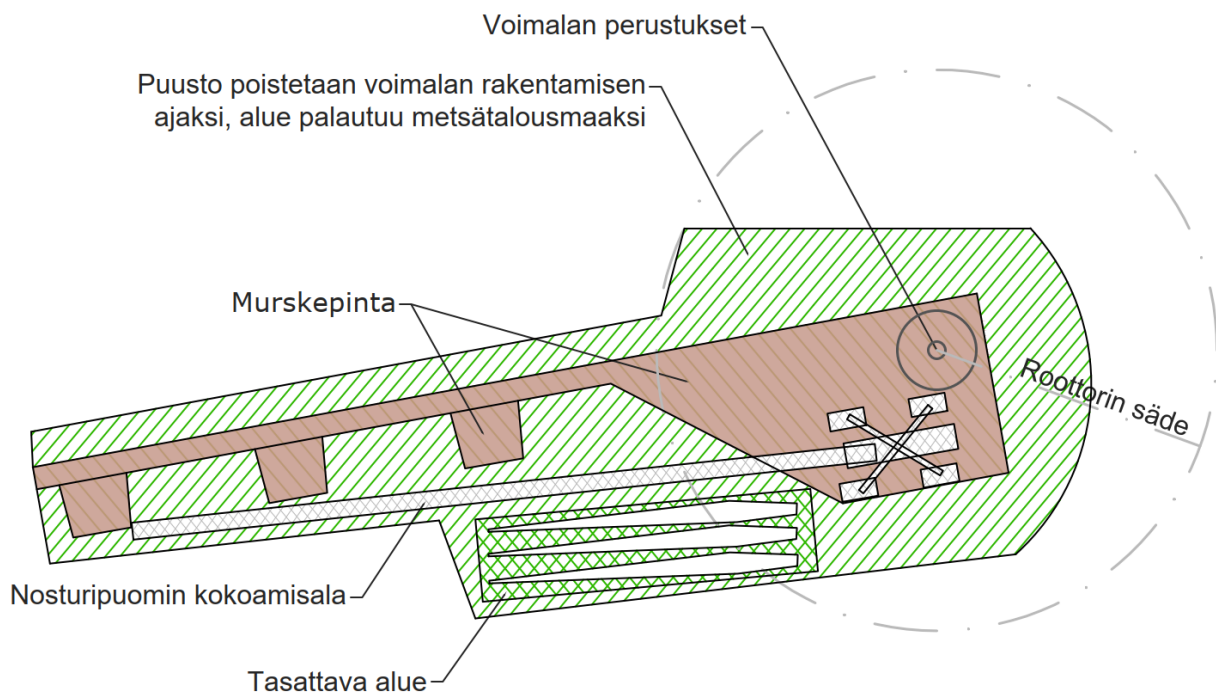 Voimalan perustukset
Puusto poistetaan voimalan rakentamisen
ajaksi, alue palautuu metsätalousmaaksi
Murskepinta
Roottorin säde
Nosturipuomin kokoamisala
Tasattava alue